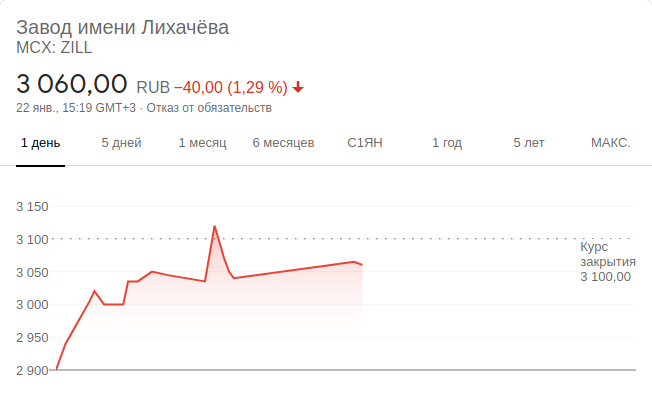 Завод имени Лихачёва
MCX: ZILL
3 060,00 RUB −40,00 (1,29 %)
22 янв., 15:19 GMT+3 · Отказ от обязательств
1 день 5 дней 1 месяц 6 месяцев С1ЯН 1 год 5 лет МАКС.
3 150
3 100
Курс
закрытия
3 100,00
3 050
3 000
2 950
2 900